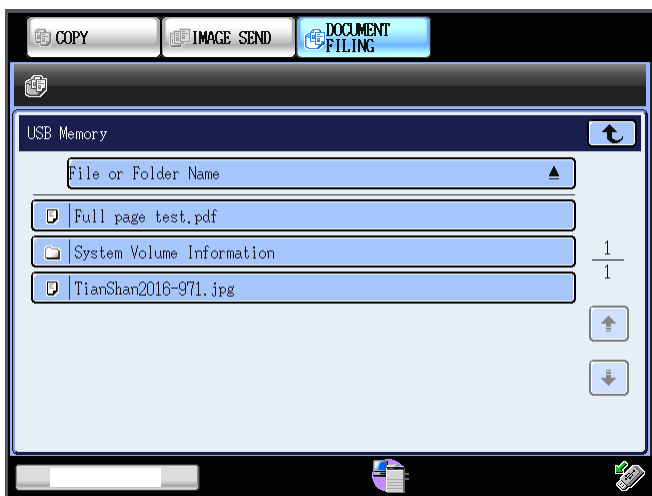 COPY
IMAGE SEND
DOCUMENT
FILING
USB Memory
File or Folder Name
Full page test.pdf
System Volume Information
TianShan2016-971.jpg
1
1